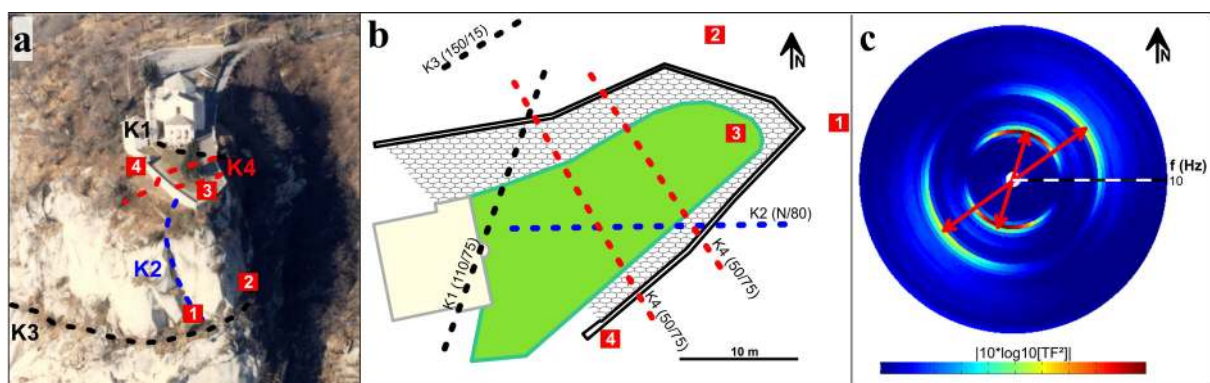 a
K1
K4
4
3
K2
2
1
K3
b
K3 (150/15)
2
N
1
3
K2 (N/80)
K1 (110/75)
K4 (50/75)
K4 (50/75)
4
10 m
c
N
f (Hz)
10
|10*log10[TF²]|